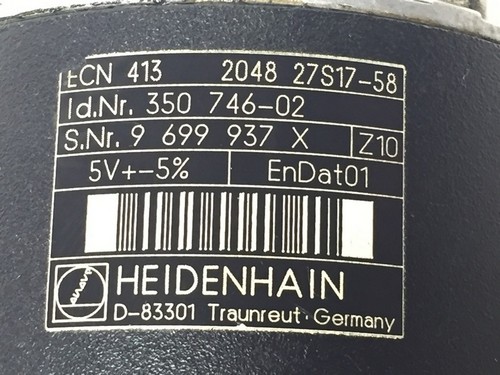 ECN 413 2048 27S17-58
Id.Nr. 350 746-02
S.Nr. 9 699 937 X Z10
5V+-5% EnDat01
HEIDENHAIN
D-83301 Traunreut · Germany